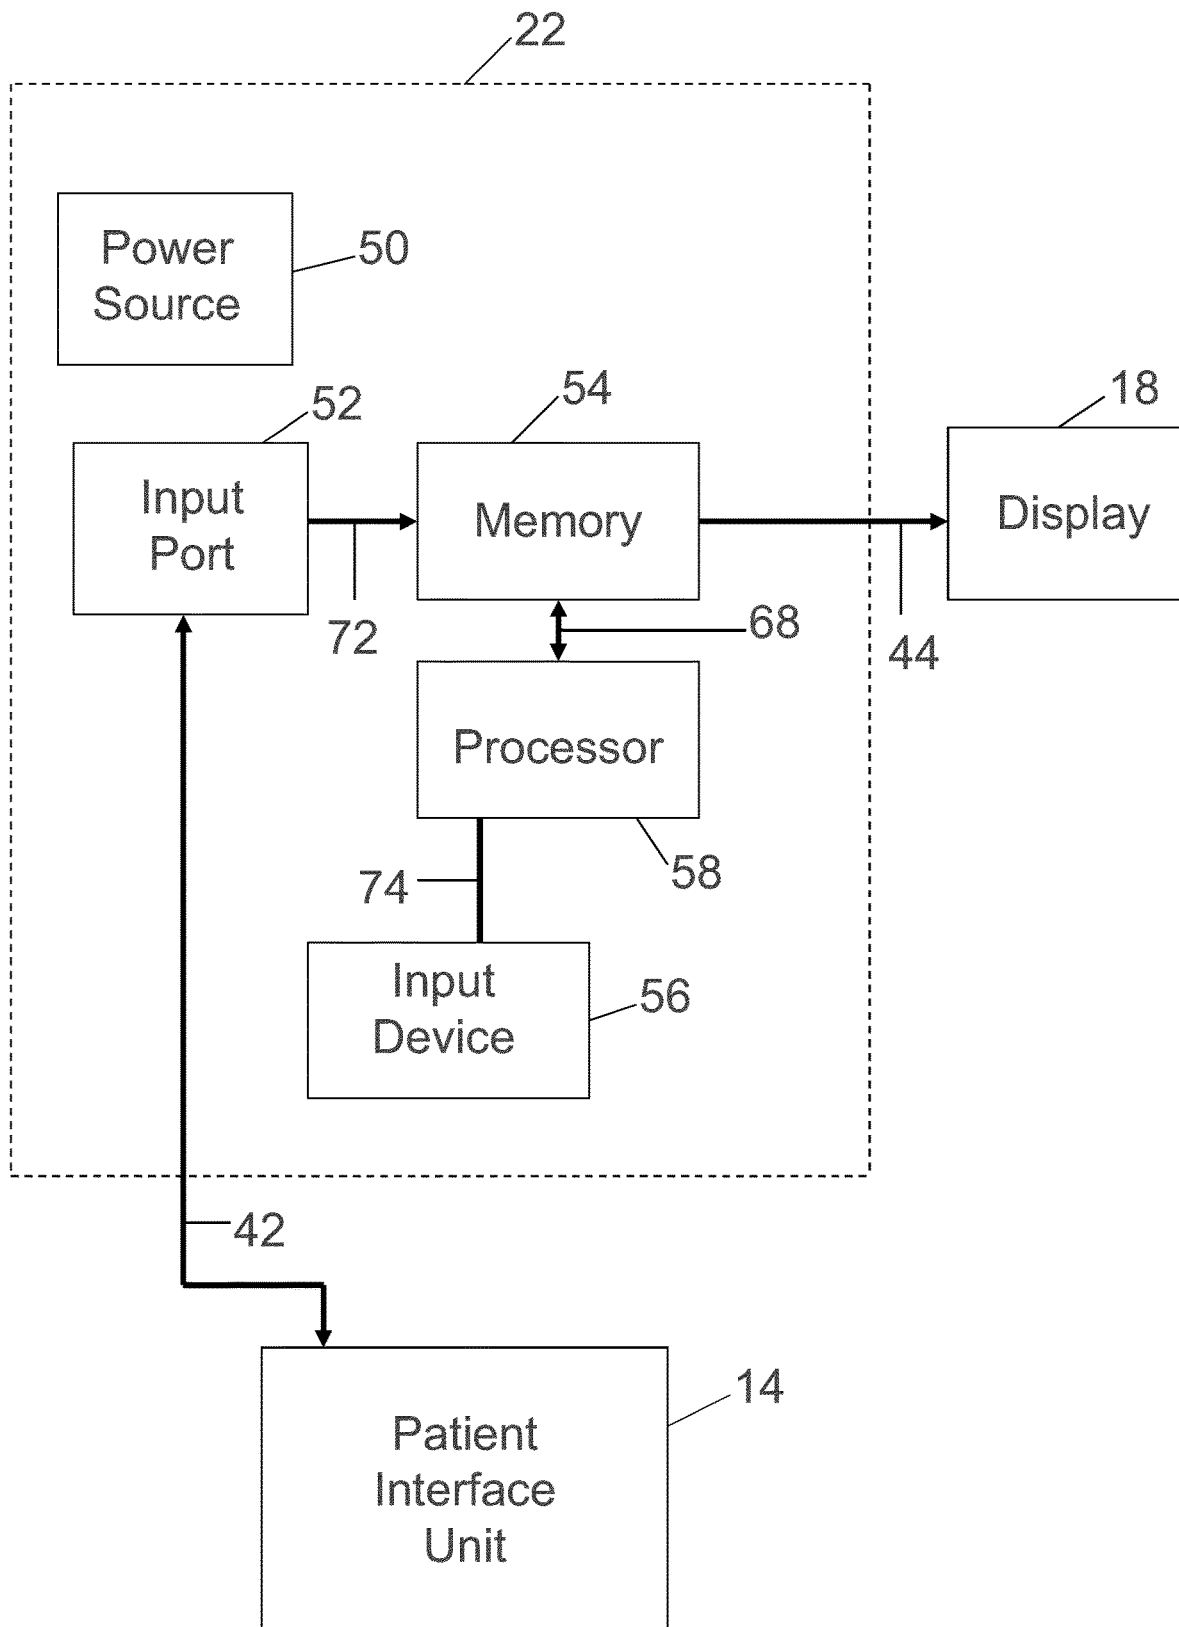 22
Power
Source
50
52
54
18
Input
Port
Memory
Display
72
68
44
Processor
58
74
Input
Device
56
42
14
Patient
Interface
Unit